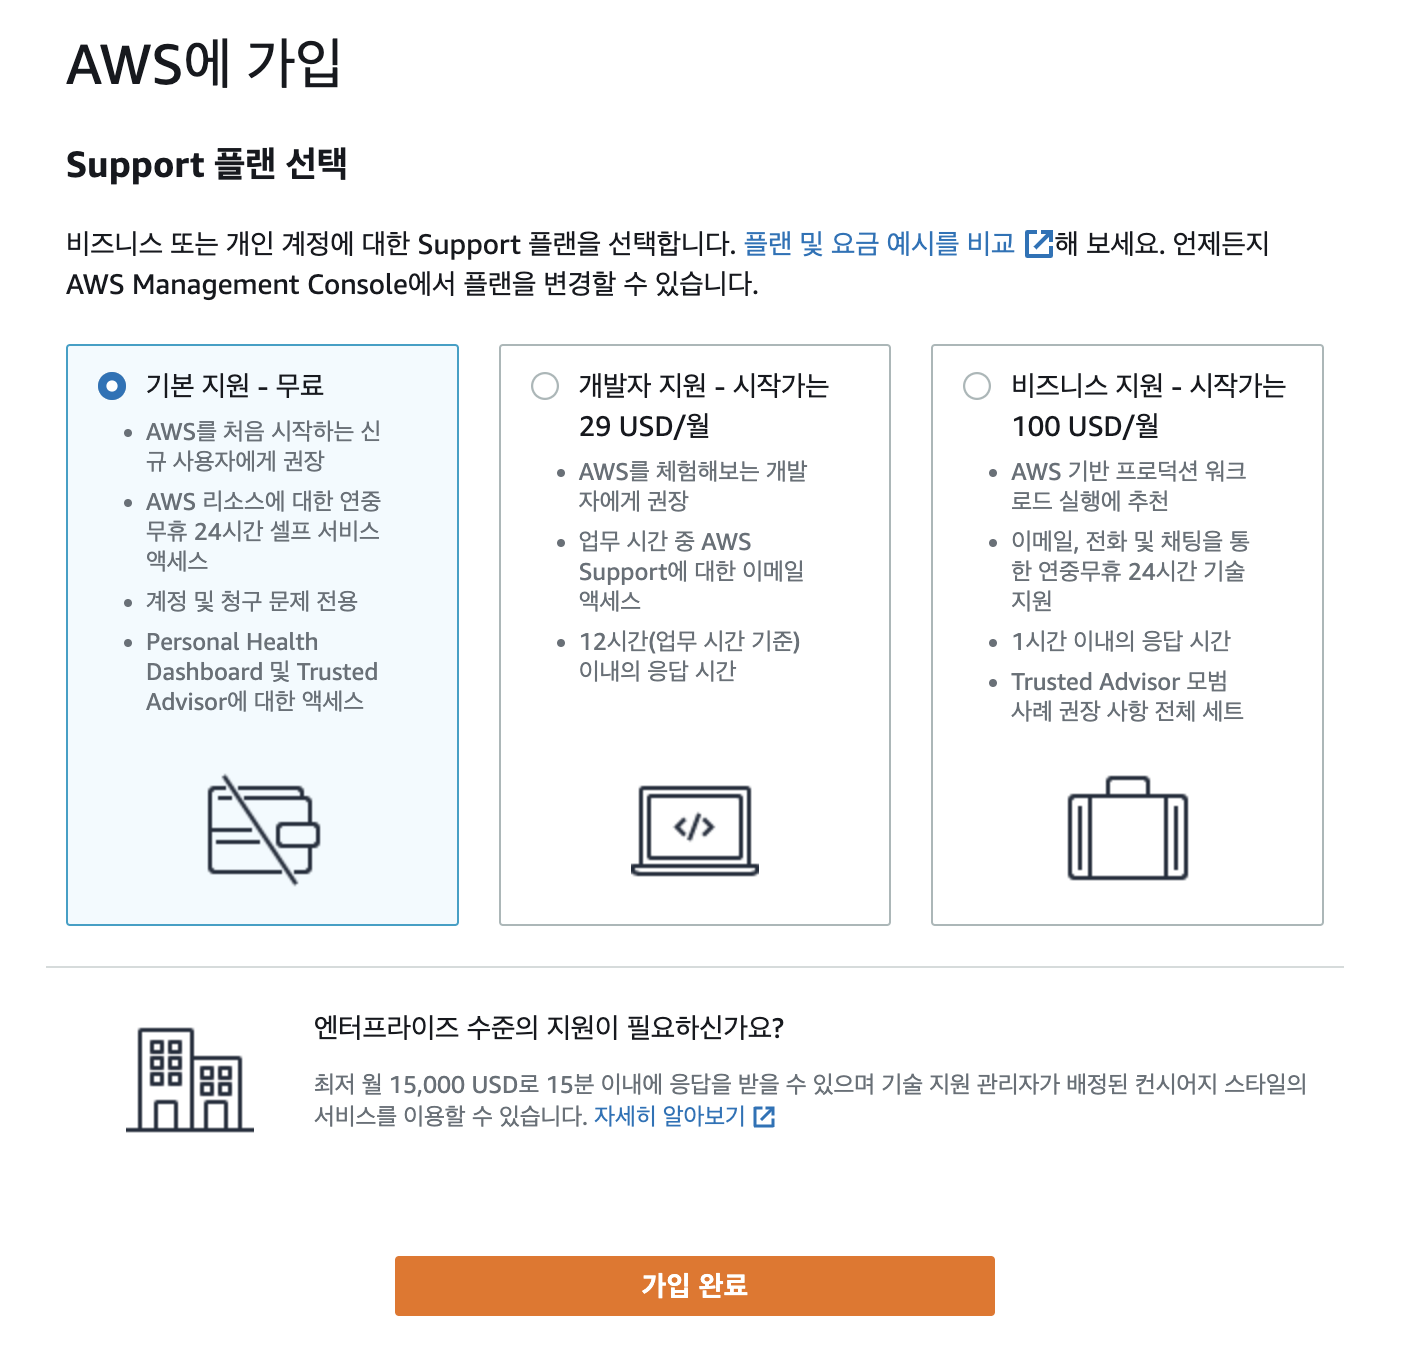 AWS에 가입
Support 플랜 선택
비즈니스 또는 개인 계정에 대한 Support 플랜을 선택합니다. 플랜 및 요금 예시를 비교 해 보세요. 언제든지
AWS Management Console에서 플랜을 변경할 수 있습니다.
기본 지원 - 무료
AWS를 처음 시작하는 신
규 사용자에게 권장
AWS 리소스에 대한 연중
무휴 24시간 셀프 서비스
액세스
계정 및 청구 문제 전용
Personal Health
Dashboard 및 Trusted
Advisor에 대한 액세스
개발자 지원 - 시작가는
29 USD/월
AWS를 체험해보는 개발
자에게 권장
업무 시간 중 AWS
Support에 대한 이메일
액세스
12시간(업무 시간 기준)
이내의 응답 시간
</>
비즈니스 지원 - 시작가는
100 USD/월
AWS 기반 프로덕션 워크
로드 실행에 추천
이메일, 전화 및 채팅을 통
한 연중무휴 24시간 기술
지원
1시간 이내의 응답 시간
Trusted Advisor 모범
사례 권장 사항 전체 세트
엔터프라이즈 수준의 지원이 필요하신가요?
최저 월 15,000 USD로 15분 이내에 응답을 받을 수 있으며 기술 지원 관리자가 배정된 컨시어지 스타일의
서비스를 이용할 수 있습니다. 자세히 알아보기
가입 완료